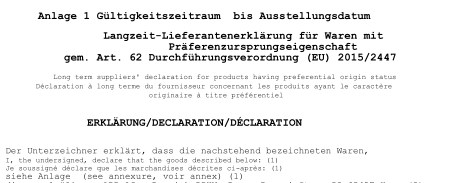 Anlage 1 Gültigkeitszeitraum bis Ausstellungsdatum
Langzeit-Lieferantenerklärung für Waren mit
Präferenzursprungseigenschaft
gem. Art. 62 Durchführungsverordnung (EU) 2015/2447
Long term suppliers' declaration for products having preferential origin status
Déclaration à long terme du fournisseur concernant les produits ayant le caractère
originaire à titre préférentiel
ERKLÄRUNG/DECLARATION/DÉCLARATION
Der Unterzeichner erklärt, dass die nachstehend bezeichneten Waren,
I, the undersigned, declare that the goods described below: (1)
Je soussigné déclare que les marchandises décrites ci-après: (1)
siehe Anlage (see annexure, voir annex) (1)